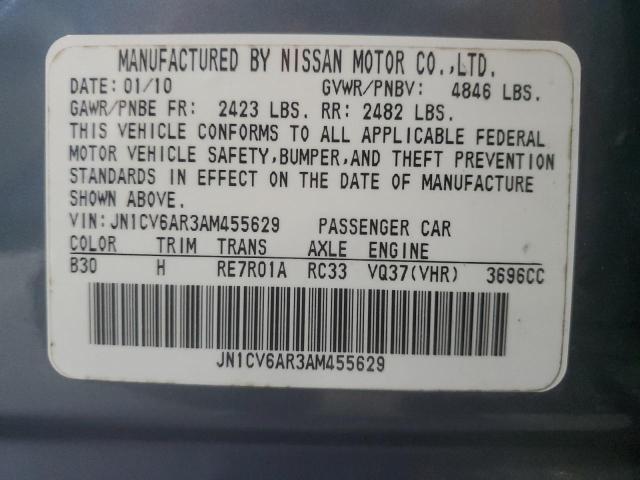 MANUFACTURED BY NISSAN MOTOR CO.,LTD.
DATE: 01/10 GVWR/PNBV: 4846 LBS.
GAWR/PNBE FR: 2423 LBS. RR: 2482 LBS.
THIS VEHICLE CONFORMS TO ALL APPLICABLE FEDERAL
MOTOR VEHICLE SAFETY,BUMPER,AND THEFT PREVENTION
STANDARDS IN EFFECT ON THE DATE OF MANUFACTURE
SHOWN ABOVE.
VIN:JN1CV6AR3AM455629 PASSENGER CAR
COLOR TRIM TRANS AXLE ENGINE
B30 H RE7R01A RC33 VQ37(VHR) 3696CC
JN1CV6AR3AM455629